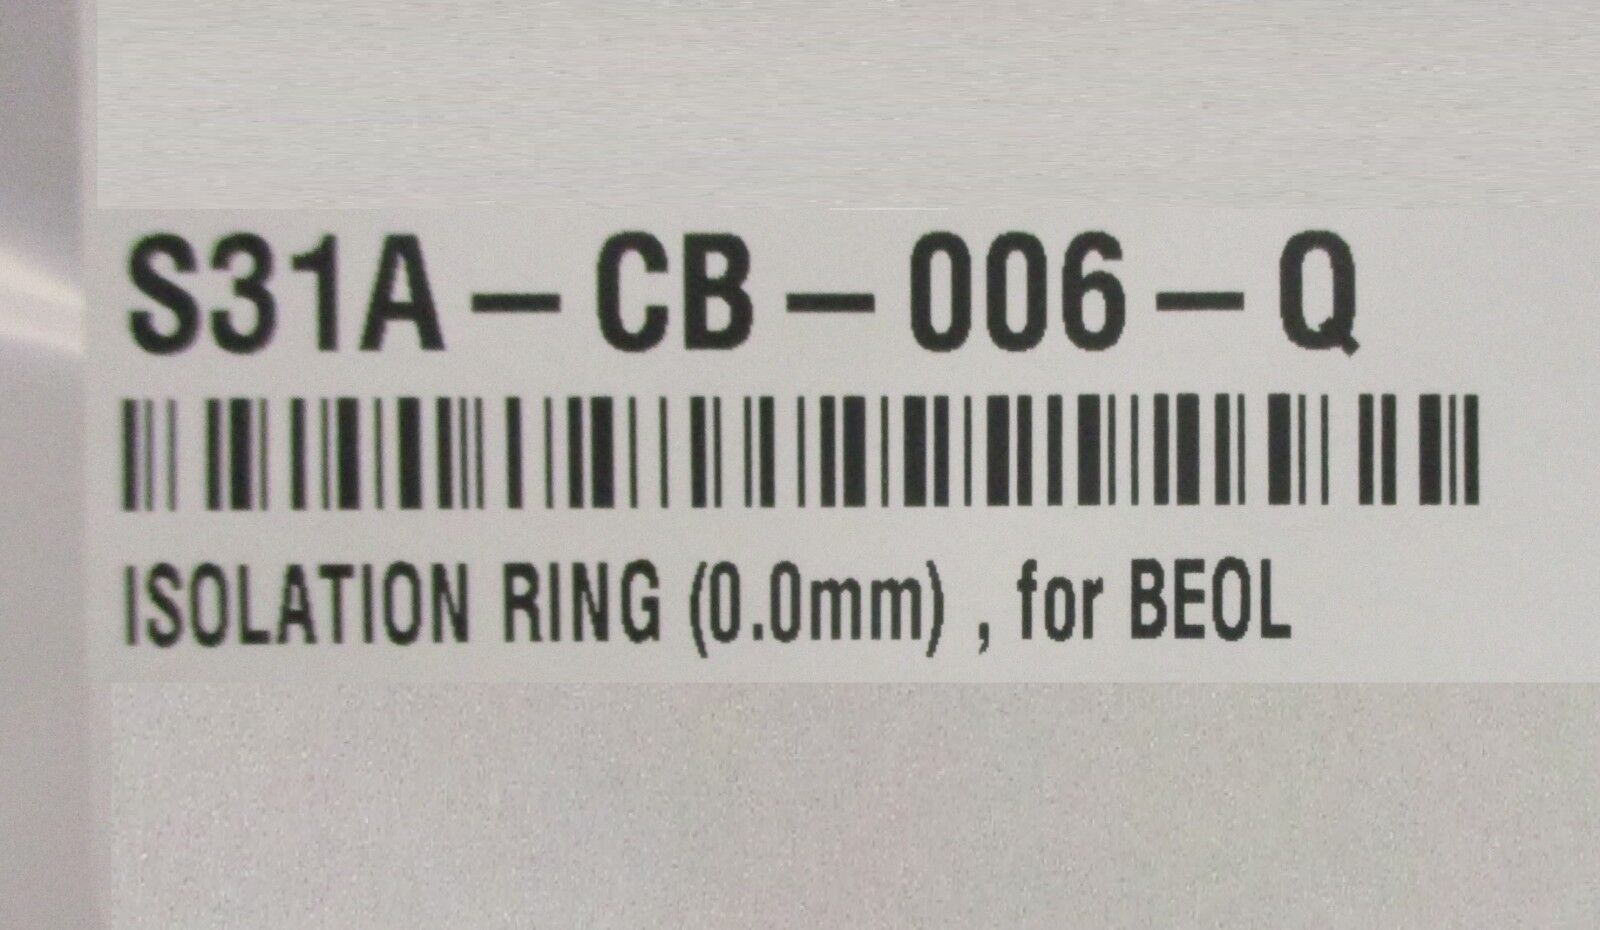 S31A-CB-006-Q
ISOLATION RING (0.0mm) , for BEOL